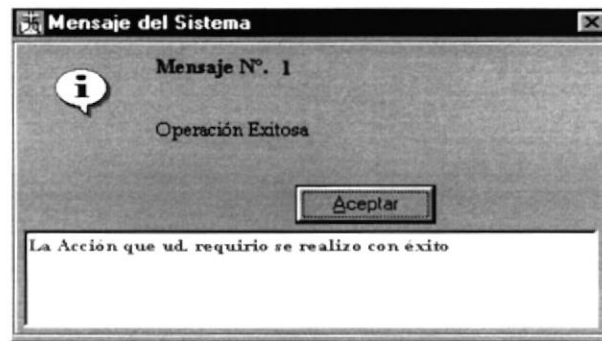 Mensaje del Sistema
Mensaje Nº. 1
Operación Exitosa
Aceptar
La Acción que ud. requirio se realizo con éxito